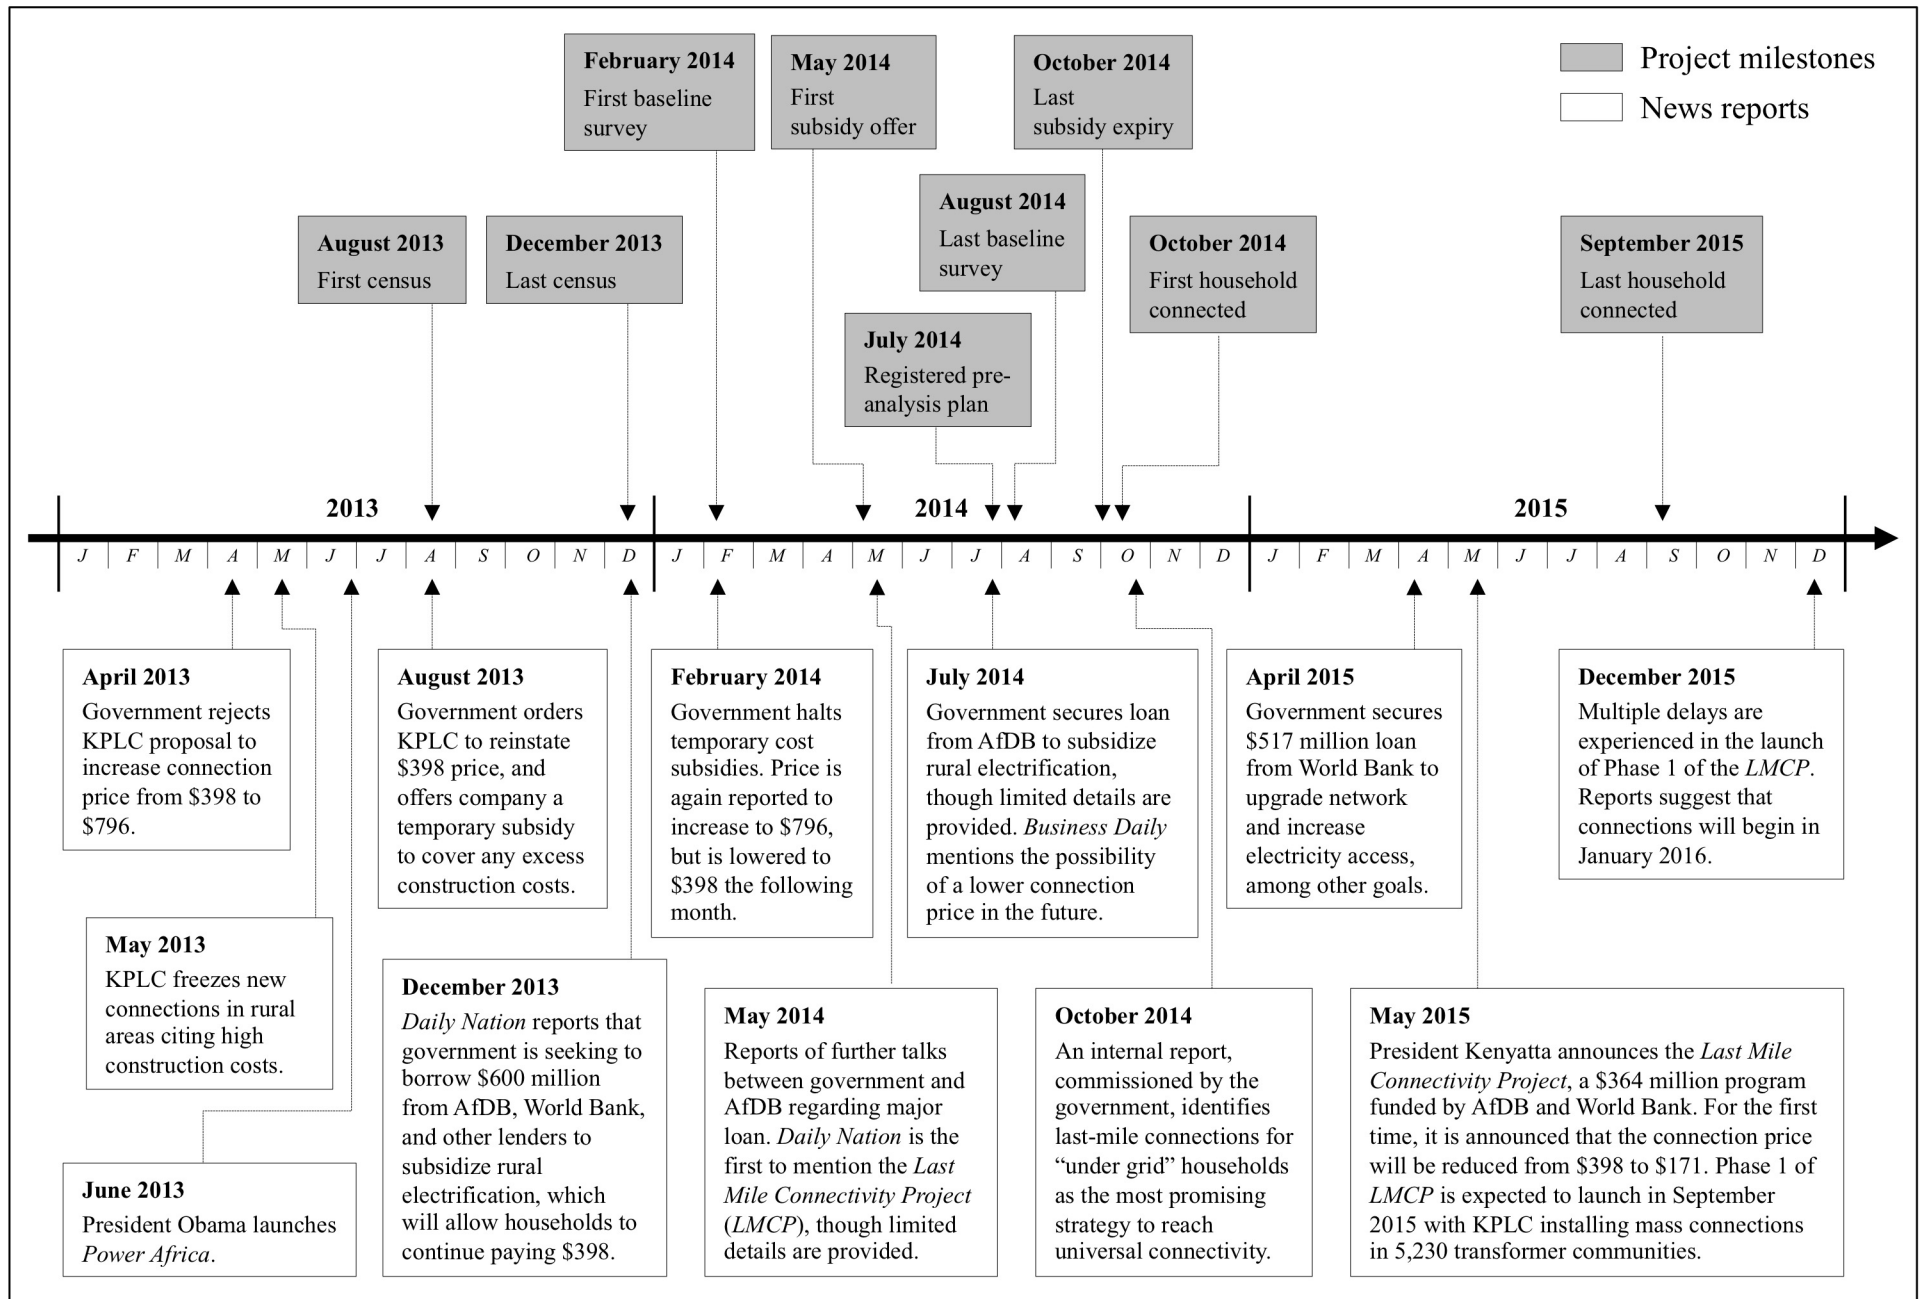 February 2014
First baseline
survey
May 2014
First
subsidy offer
October 2014
Last
subsidy expiry
Project milestones
News reports
August 2014
Last baseline
survey
August 2013
First census
December 2013
Last census
October 2014
First household
connected
September 2015
Last household
connected
July 2014
Registered pre-
analysis plan
2013
2014
2015
J F M A M J J A S O N D J F M A M J J A S O N D J F M A M J J A S O N D
April 2013
Government rejects
KPLC proposal to
increase connection
price from $398 to
$796.
August 2013
Government orders
KPLC to reinstate
$398 price, and
offers company a
temporary subsidy
to cover any excess
construction costs.
February 2014
Government halts
temporary cost
subsidies. Price is
again reported to
increase to $796,
but is lowered to
$398 the following
month.
July 2014
Government secures loan
from AfDB to subsidize
rural electrification,
though limited details are
provided. Business Daily
mentions the possibility
of a lower connection
price in the future.
April 2015
Government secures
$517 million loan
from World Bank to
upgrade network
and increase
electricity access,
among other goals.
December 2015
Multiple delays are
experienced in the launch
of Phase 1 of the LMCP.
Reports suggest that
connections will begin in
January 2016.
May 2013
KPLC freezes new
connections in rural
areas citing high
construction costs.
December 2013
Daily Nation reports that
government is seeking to
borrow $600 million
from AfDB, World Bank,
and other lenders to
subsidize rural
electrification, which
will allow households to
continue paying $398.
May 2014
Reports of further talks
between government and
AfDB regarding major
loan. Daily Nation is the
first to mention the Last
Mile Connectivity Project
(LMCP), though limited
details are provided.
October 2014
An internal report,
commissioned by the
government, identifies
last-mile connections for
“under grid” households
as the most promising
strategy to reach
universal connectivity.
May 2015
President Kenyatta announces the Last Mile
Connectivity Project, a $364 million program
funded by AfDB and World Bank. For the first
time, it is announced that the connection price
will be reduced from $398 to $171. Phase 1 of
LMCP is expected to launch in September
2015 with KPLC installing mass connections
in 5,230 transformer communities.
June 2013
President Obama launches
Power Africa.